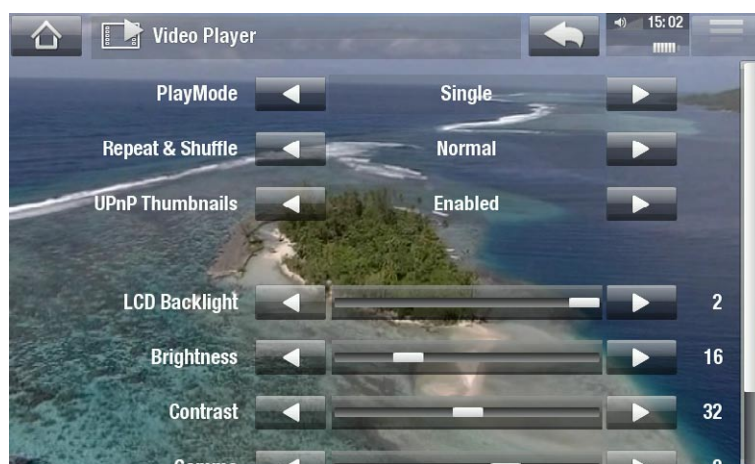 Video Player 15:02
PlayMode Single
Repeat & Shuffle Normal
UPnP Thumbnails Enabled
LCD Backlight 2
Brightness 16
Contrast 32